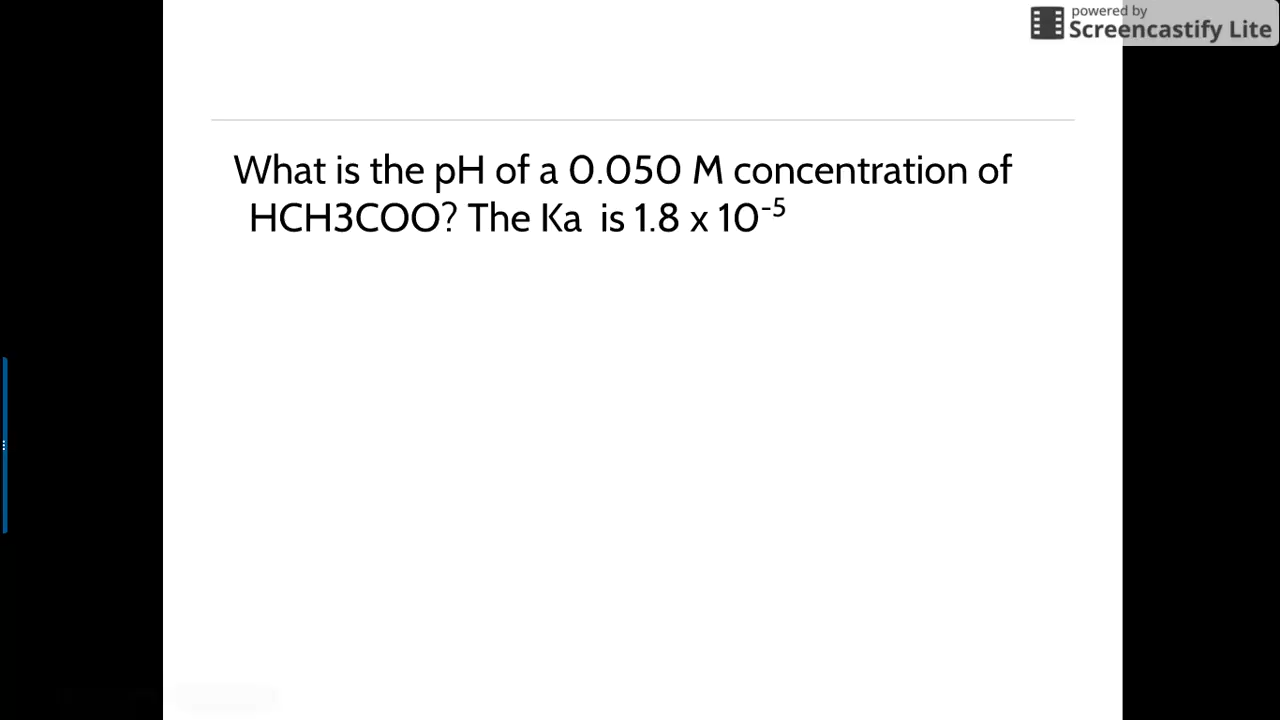 powered by
Screencastify Lite
What is the pH of a 0.050 M concentration of
HCH3COO? The Ka is 1.8 x 10⁻⁵